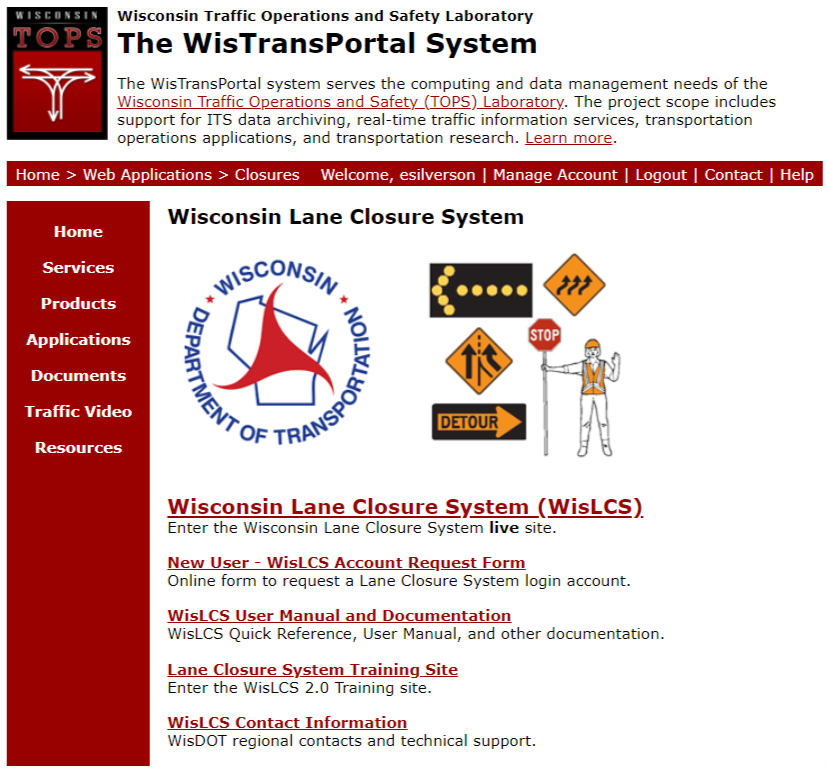 WISCONSIN
TOPS
Wisconsin Traffic Operations and Safety Laboratory
The WisTransPortal System
The WisTransPortal system serves the computing and data management needs of the
Wisconsin Traffic Operations and Safety (TOPS) Laboratory. The project scope includes
support for ITS data archiving, real-time traffic information services, transportation
operations applications, and transportation research. Learn more.
Home > Web Applications > Closures Welcome, esilverson | Manage Account | Logout | Contact | Help
Home
Services
Products
Applications
Documents
Traffic Video
Resources
Wisconsin Lane Closure System
WISCONSIN
DEPARTMENT OF TRANSPORTATION
STOP
DETOUR
Wisconsin Lane Closure System (WisLCS)
Enter the Wisconsin Lane Closure System live site.
New User - WisLCS Account Request Form
Online form to request a Lane Closure System login account.
WisLCS User Manual and Documentation
WisLCS Quick Reference, User Manual, and other documentation.
Lane Closure System Training Site
Enter the WisLCS 2.0 Training site.
WisLCS Contact Information
WisDOT regional contacts and technical support.